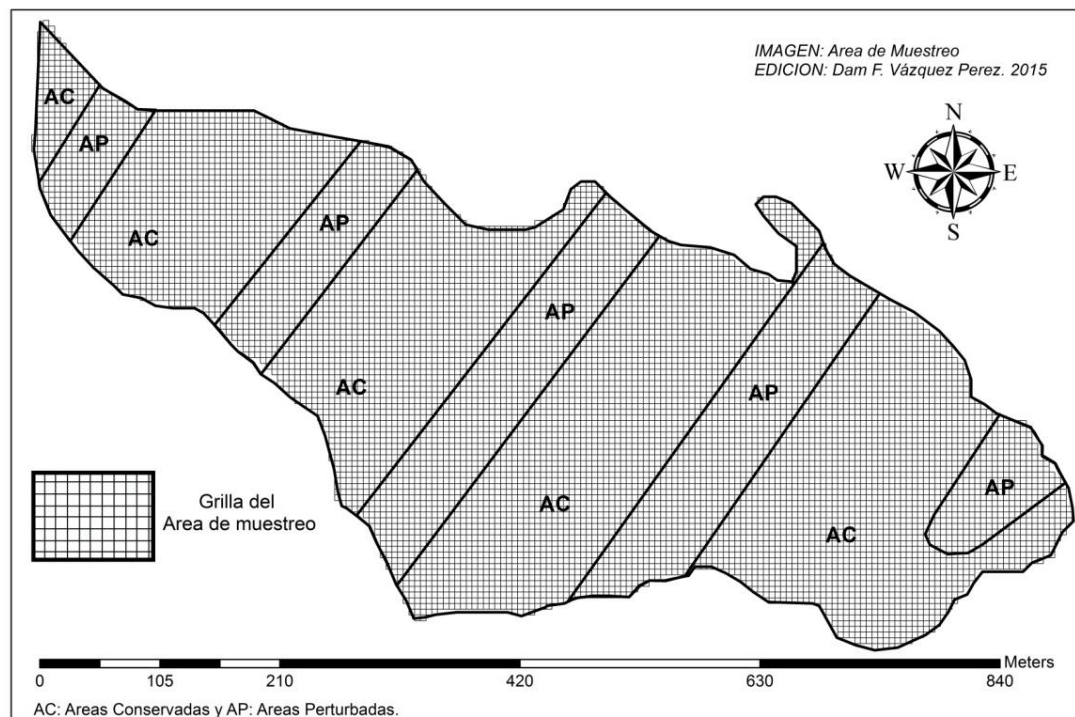 IMAGEN: Area de Muestreo
EDICION: Dam F. Vázquez Perez. 2015
N
W E
S
AC
AP
AC
AP
AC
AP
AC
AP
AC
AP
Grilla del
Area de muestreo
Meters
0 105 210 420 630 840
AC: Areas Conservadas y AP: Areas Perturbadas.